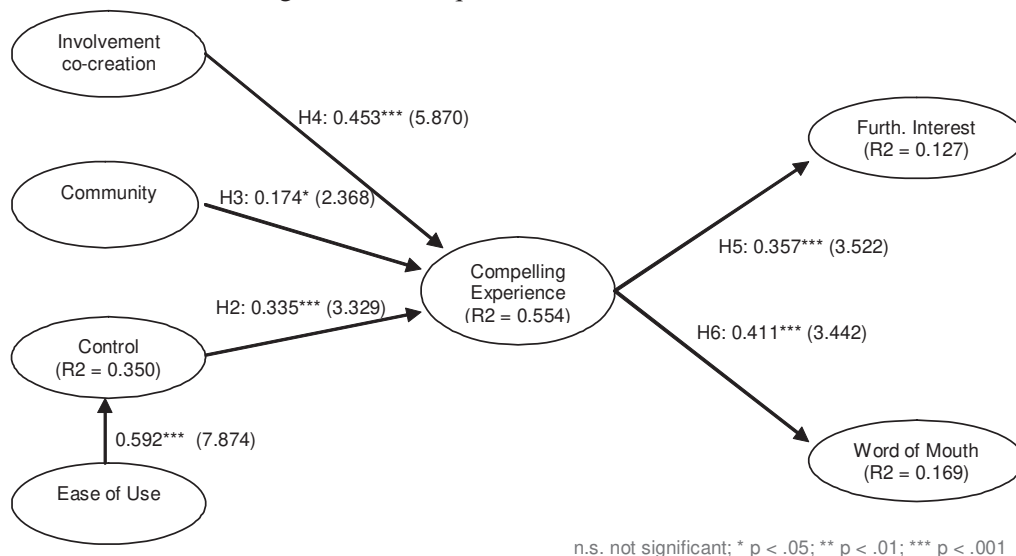 Involvement
co-creation
H4: 0.453*** (5.870)
Furth. Interest
(R2 = 0.127)
Community
H3: 0.174* (2.368)
H5: 0.357*** (3.522)
Compelling
Experience
(R2 = 0.554)
H2: 0.335*** (3.329)
H6: 0.411*** (3.442)
Control
(R2 = 0.350)
0.592*** (7.874)
Word of Mouth
(R2 = 0.169)
Ease of Use
n.s. not significant; * p < .05; ** p < .01; *** p < .001